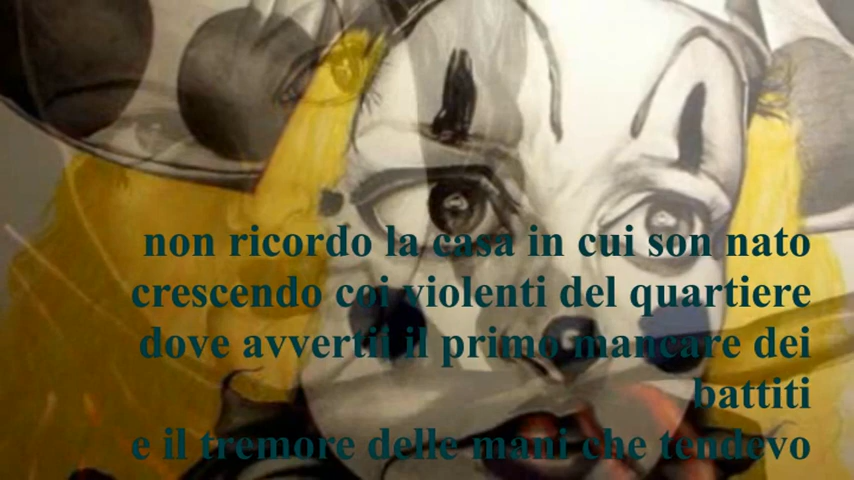 non ricordo la casa in cui son nato
crescendo coi violenti del quartiere
dove avvertii il primo mancare dei
battiti
e il tremore delle mani che tendevo